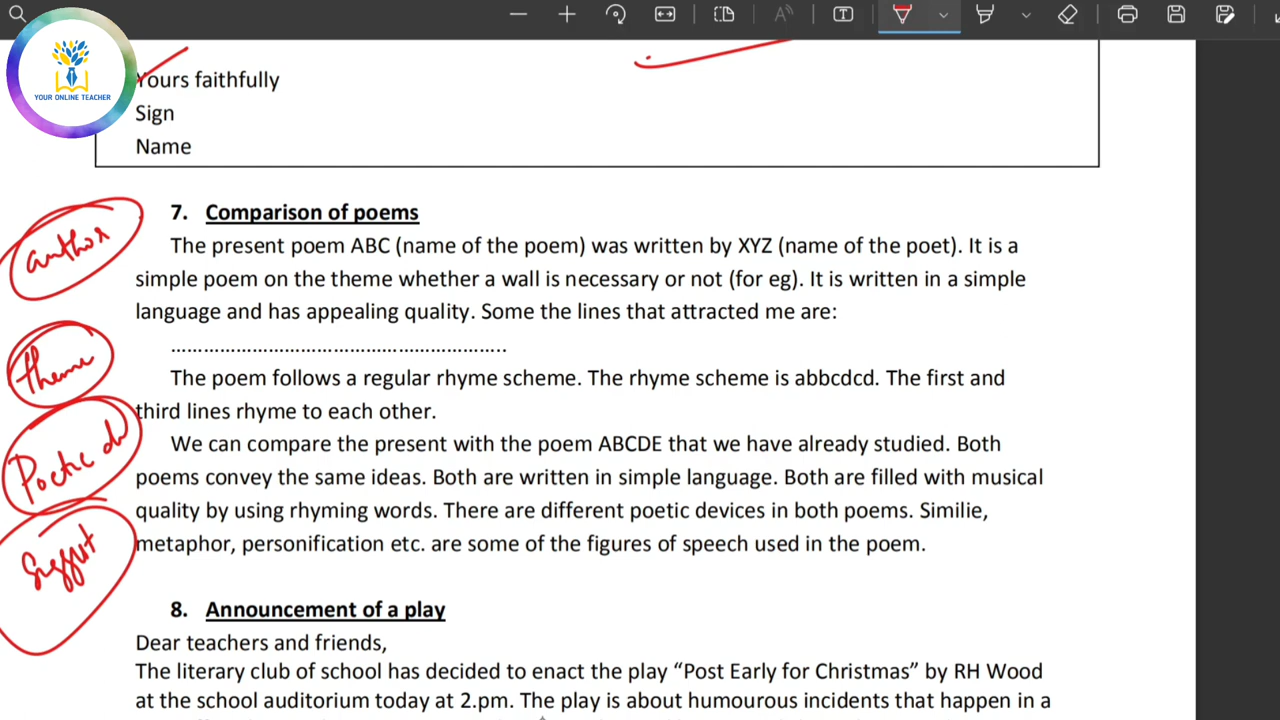 YOUR ONLINE TEACHER
Yours faithfully
Sign
Name
7. Comparison of poems
author
The present poem ABC (name of the poem) was written by XYZ (name of the poet). It is a
simple poem on the theme whether a wall is necessary or not (for eg). It is written in a simple
language and has appealing quality. Some the lines that attracted me are:
…………………………………………………………..
theme
The poem follows a regular rhyme scheme. The rhyme scheme is abbcdcd. The first and
third lines rhyme to each other.
Poetic
We can compare the present with the poem ABCDE that we have already studied. Both
poems convey the same ideas. Both are written in simple language. Both are filled with musical
quality by using rhyming words. There are different poetic devices in both poems. Similie,
metaphor, personification etc. are some of the figures of speech used in the poem.
8. Announcement of a play
Dear teachers and friends,
The literary club of school has decided to enact the play “Post Early for Christmas” by RH Wood
at the school auditorium today at 2.pm. The play is about humourous incidents that happen in a